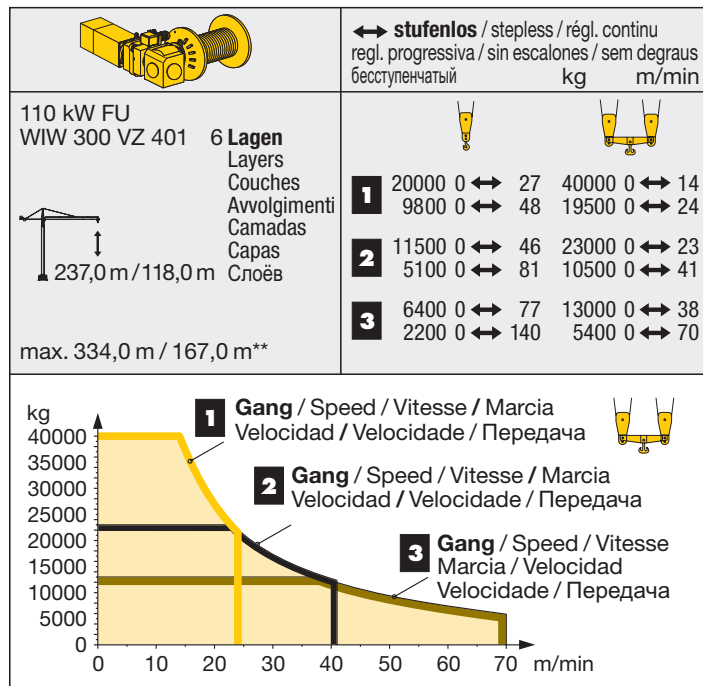 stufenlos / stepless / régl. continu
regl. progressiva / sin escalones / sem degraus
бесступенчатый kg m/min
110 kW FU
WIW 300 VZ 401 6 Lagen
Layers
Couches
Avvolgimenti
Camadas
Capas
Слоёв
237,0 m / 118,0 m
max. 334,0 m / 167,0 m**
1 20000 0 ↔ 27 40000 0 ↔ 14
9800 0 ↔ 48 19500 0 ↔ 24
2 11500 0 ↔ 46 23000 0 ↔ 23
5100 0 ↔ 81 10500 0 ↔ 41
3 6400 0 ↔ 77 13000 0 ↔ 38
2200 0 ↔ 140 5400 0 ↔ 70
kg
40000
35000
30000
25000
20000
15000
10000
5000
0
1 Gang / Speed / Vitesse / Marcia
Velocidad / Velocidade / Передача
2 Gang / Speed / Vitesse / Marcia
Velocidad / Velocidade / Передача
3 Gang / Speed / Vitesse
Marcia / Velocidad
Velocidade / Передача
0 10 20 30 40 50 60 70 m/min